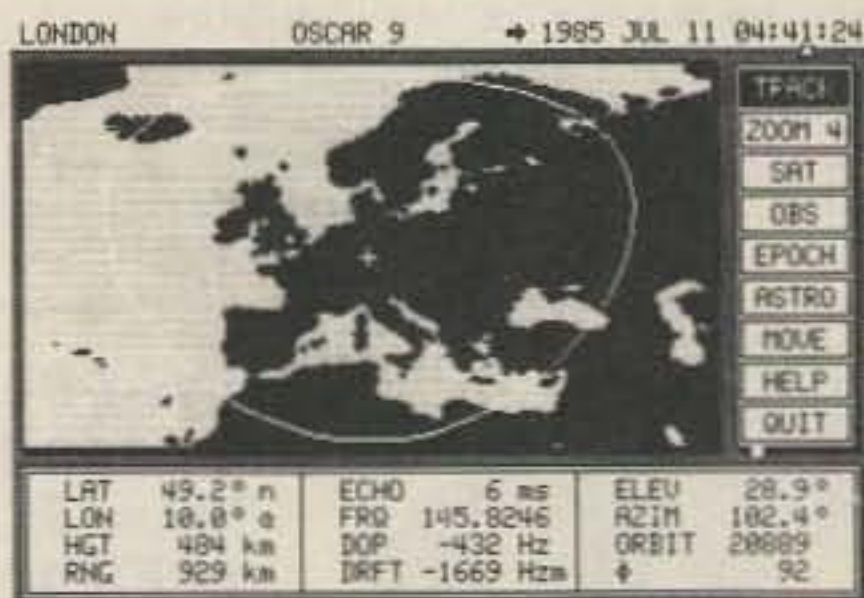 LONDON OSCAR 9 → 1985 JUL 11 04:41:24
TRACK
ZOOM 4
SAT
OBS
EPOCH
ASTRO
MOVE
HELP
QUIT
LAT 49.2° n ECHO 6 ms ELEV 28.9°
LON 10.0° e FRQ 145.8246 AZIM 102.4°
HGT 484 km DOP -432 Hz ORBIT 20889
RNG 929 km DRFT -1669 Hzm ϕ 92